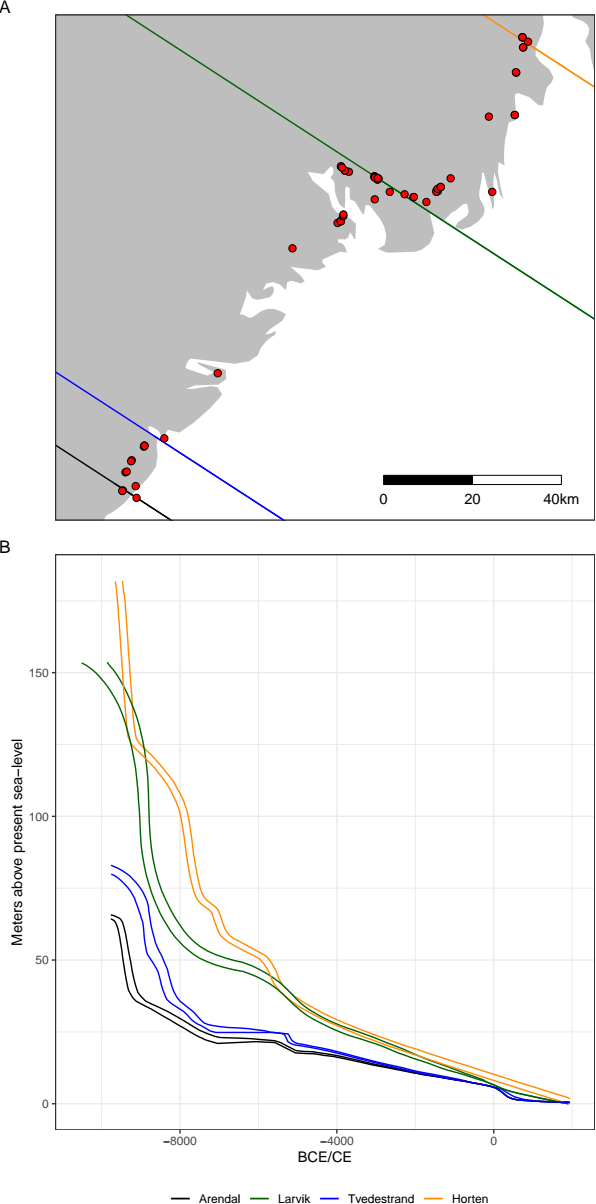 A
0 20 40km
B
Meters above present sea−level
150
100
50
0
−8000 −4000 0
BCE/CE
Arendal Larvik Tvedestrand Horten